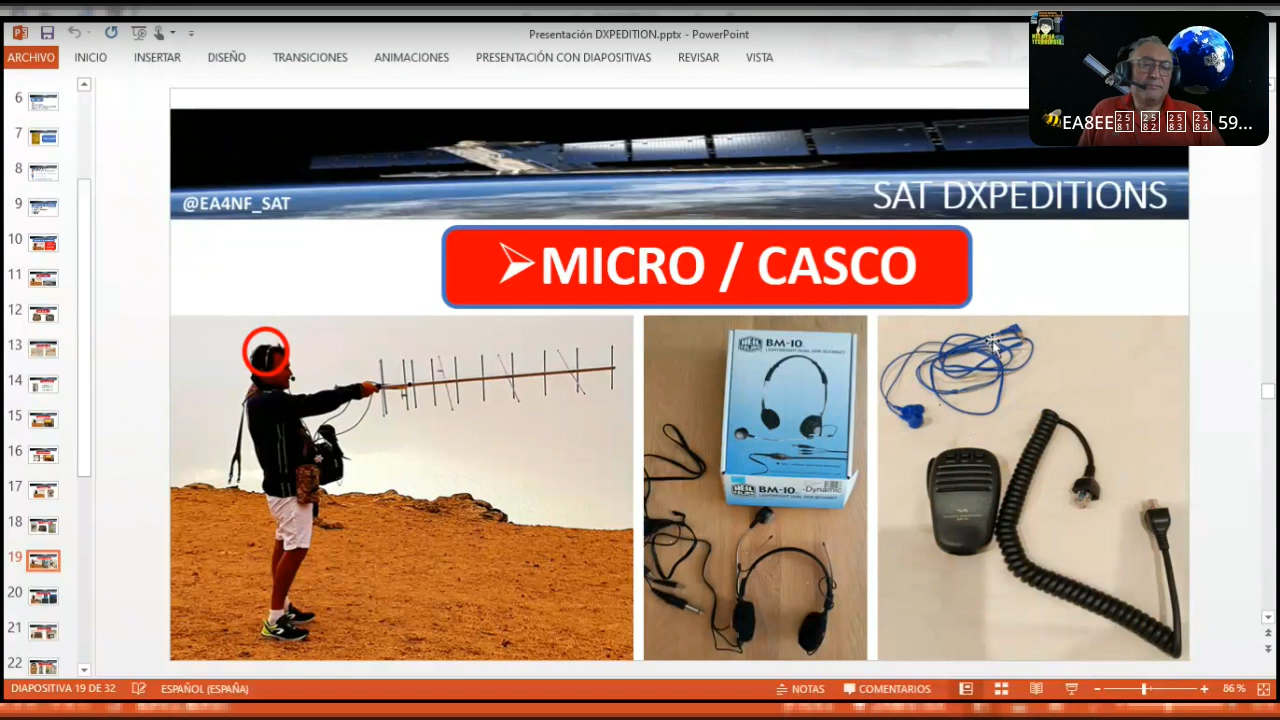 Presentación DXPEDITION.pptx - PowerPoint
ARCHIVO INICIO INSERTAR DISEÑO TRANSICIONES ANIMACIONES PRESENTACIÓN CON DIAPOSITIVAS REVISAR VISTA
EA8EE▁ ▂ ▃ ▄ 59...
6
7
8
9
10
11
12
13
14
15
16
17
18
19
20
21
22
@EA4NF_SAT
SAT DXPEDITIONS
➢MICRO / CASCO
HEIL
BM-10
BM-10 -Dynamic
DIAPOSITIVA 19 DE 32 ESPAÑOL (ESPAÑA) NOTAS COMENTARIOS 86 %